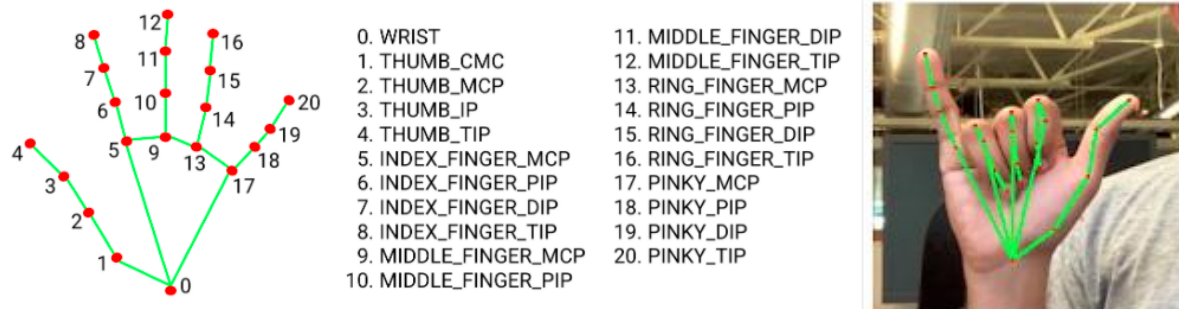 0. WRIST
1. THUMB_CMC
2. THUMB_MCP
3. THUMB_IP
4. THUMB_TIP
5. INDEX_FINGER_MCP
6. INDEX_FINGER_PIP
7. INDEX_FINGER_DIP
8. INDEX_FINGER_TIP
9. MIDDLE_FINGER_MCP
10. MIDDLE_FINGER_PIP
11. MIDDLE_FINGER_DIP
12. MIDDLE_FINGER_TIP
13. RING_FINGER_MCP
14. RING_FINGER_PIP
15. RING_FINGER_DIP
16. RING_FINGER_TIP
17. PINKY_MCP
18. PINKY_PIP
19. PINKY_DIP
20. PINKY_TIP
12
8
16
11
7
15
20
10
6
14
19
4
5
9
13
18
3
17
2
1
0